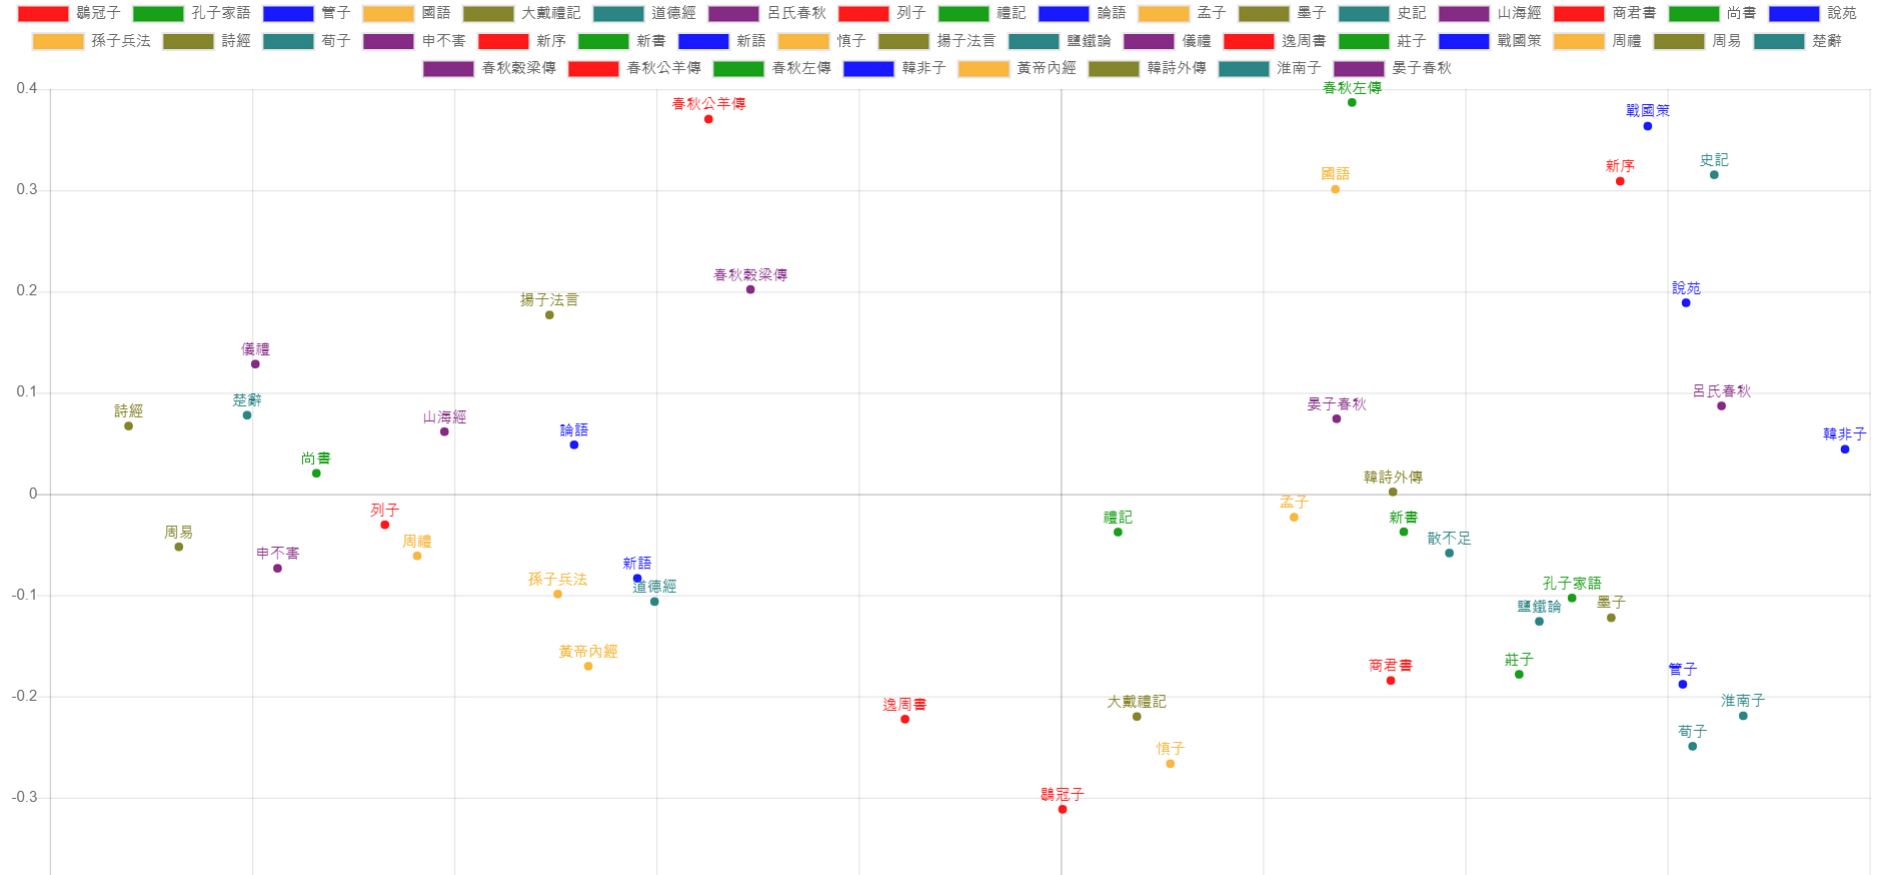 鶡冠子 孔子家語 管子 國語 大戴禮記 道德經 呂氏春秋 列子 禮記 論語 孟子 墨子 史記 山海經 商君書 尚書 說苑
孫子兵法 詩經 荀子 申不害 新序 新書 新語 慎子 揚子法言 鹽鐵論 儀禮 逸周書 莊子 戰國策 周禮 周易 楚辭
春秋穀梁傳 春秋公羊傳 春秋左傳 韓非子 黃帝內經 韓詩外傳 淮南子 晏子春秋
0.4
春秋左傳
春秋公羊傳
戰國策
史記
新序
國語
0.3
春秋穀梁傳
說苑
0.2
揚子法言
儀禮
0.1
呂氏春秋
楚辭
晏子春秋
詩經
山海經
論語
韓非子
尚書
韓詩外傳
0
孟子
列子
禮記
新書
周易
散不足
周禮
申不害
新語
孫子兵法
孔子家語
道德經
-0.1
墨子
鹽鐵論
黃帝內經
莊子
商君書
管子
-0.2
淮南子
大戴禮記
逸周書
荀子
慎子
鶡冠子
-0.3